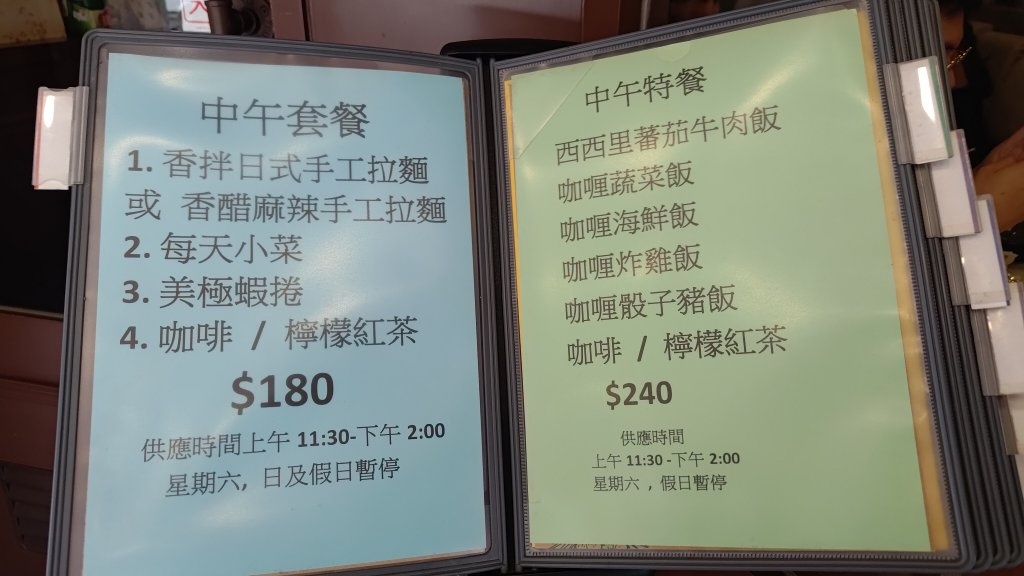 中午套餐
1. 香拌日式手工拉麵
或 香醋麻辣手工拉麵
2. 每天小菜
3. 美極蝦捲
4. 咖啡 / 檸檬紅茶
$180
供應時間上午 11:30-下午 2:00
星期六, 日及假日暫停
中午特餐
西西里蕃茄牛肉飯
咖喱蔬菜飯
咖喱海鮮飯
咖喱炸雞飯
咖喱骰子豬飯
咖啡 / 檸檬紅茶
$240
供應時間
上午 11:30 -下午 2:00
星期六 , 假日暫停